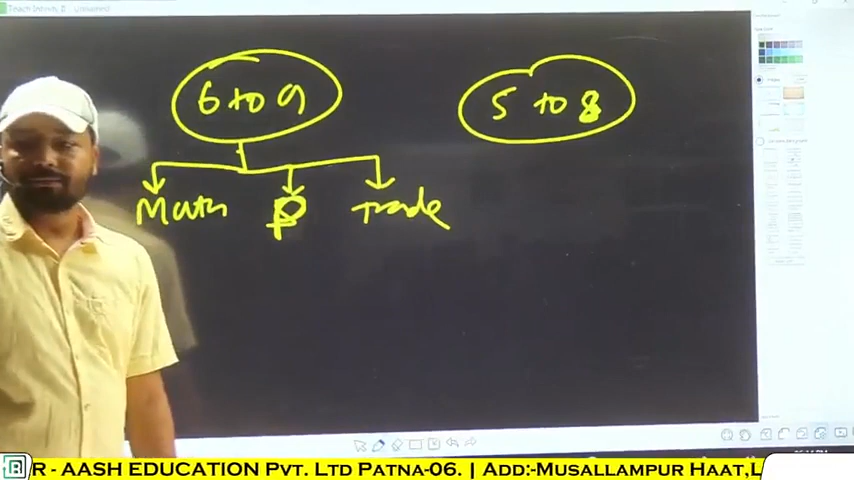 6 to 9
5 to 8
Math
P
Trade
R - AASH EDUCATION PVT. LTD PATNA-06. | ADD:-MUSALLAMPUR HAAT,L